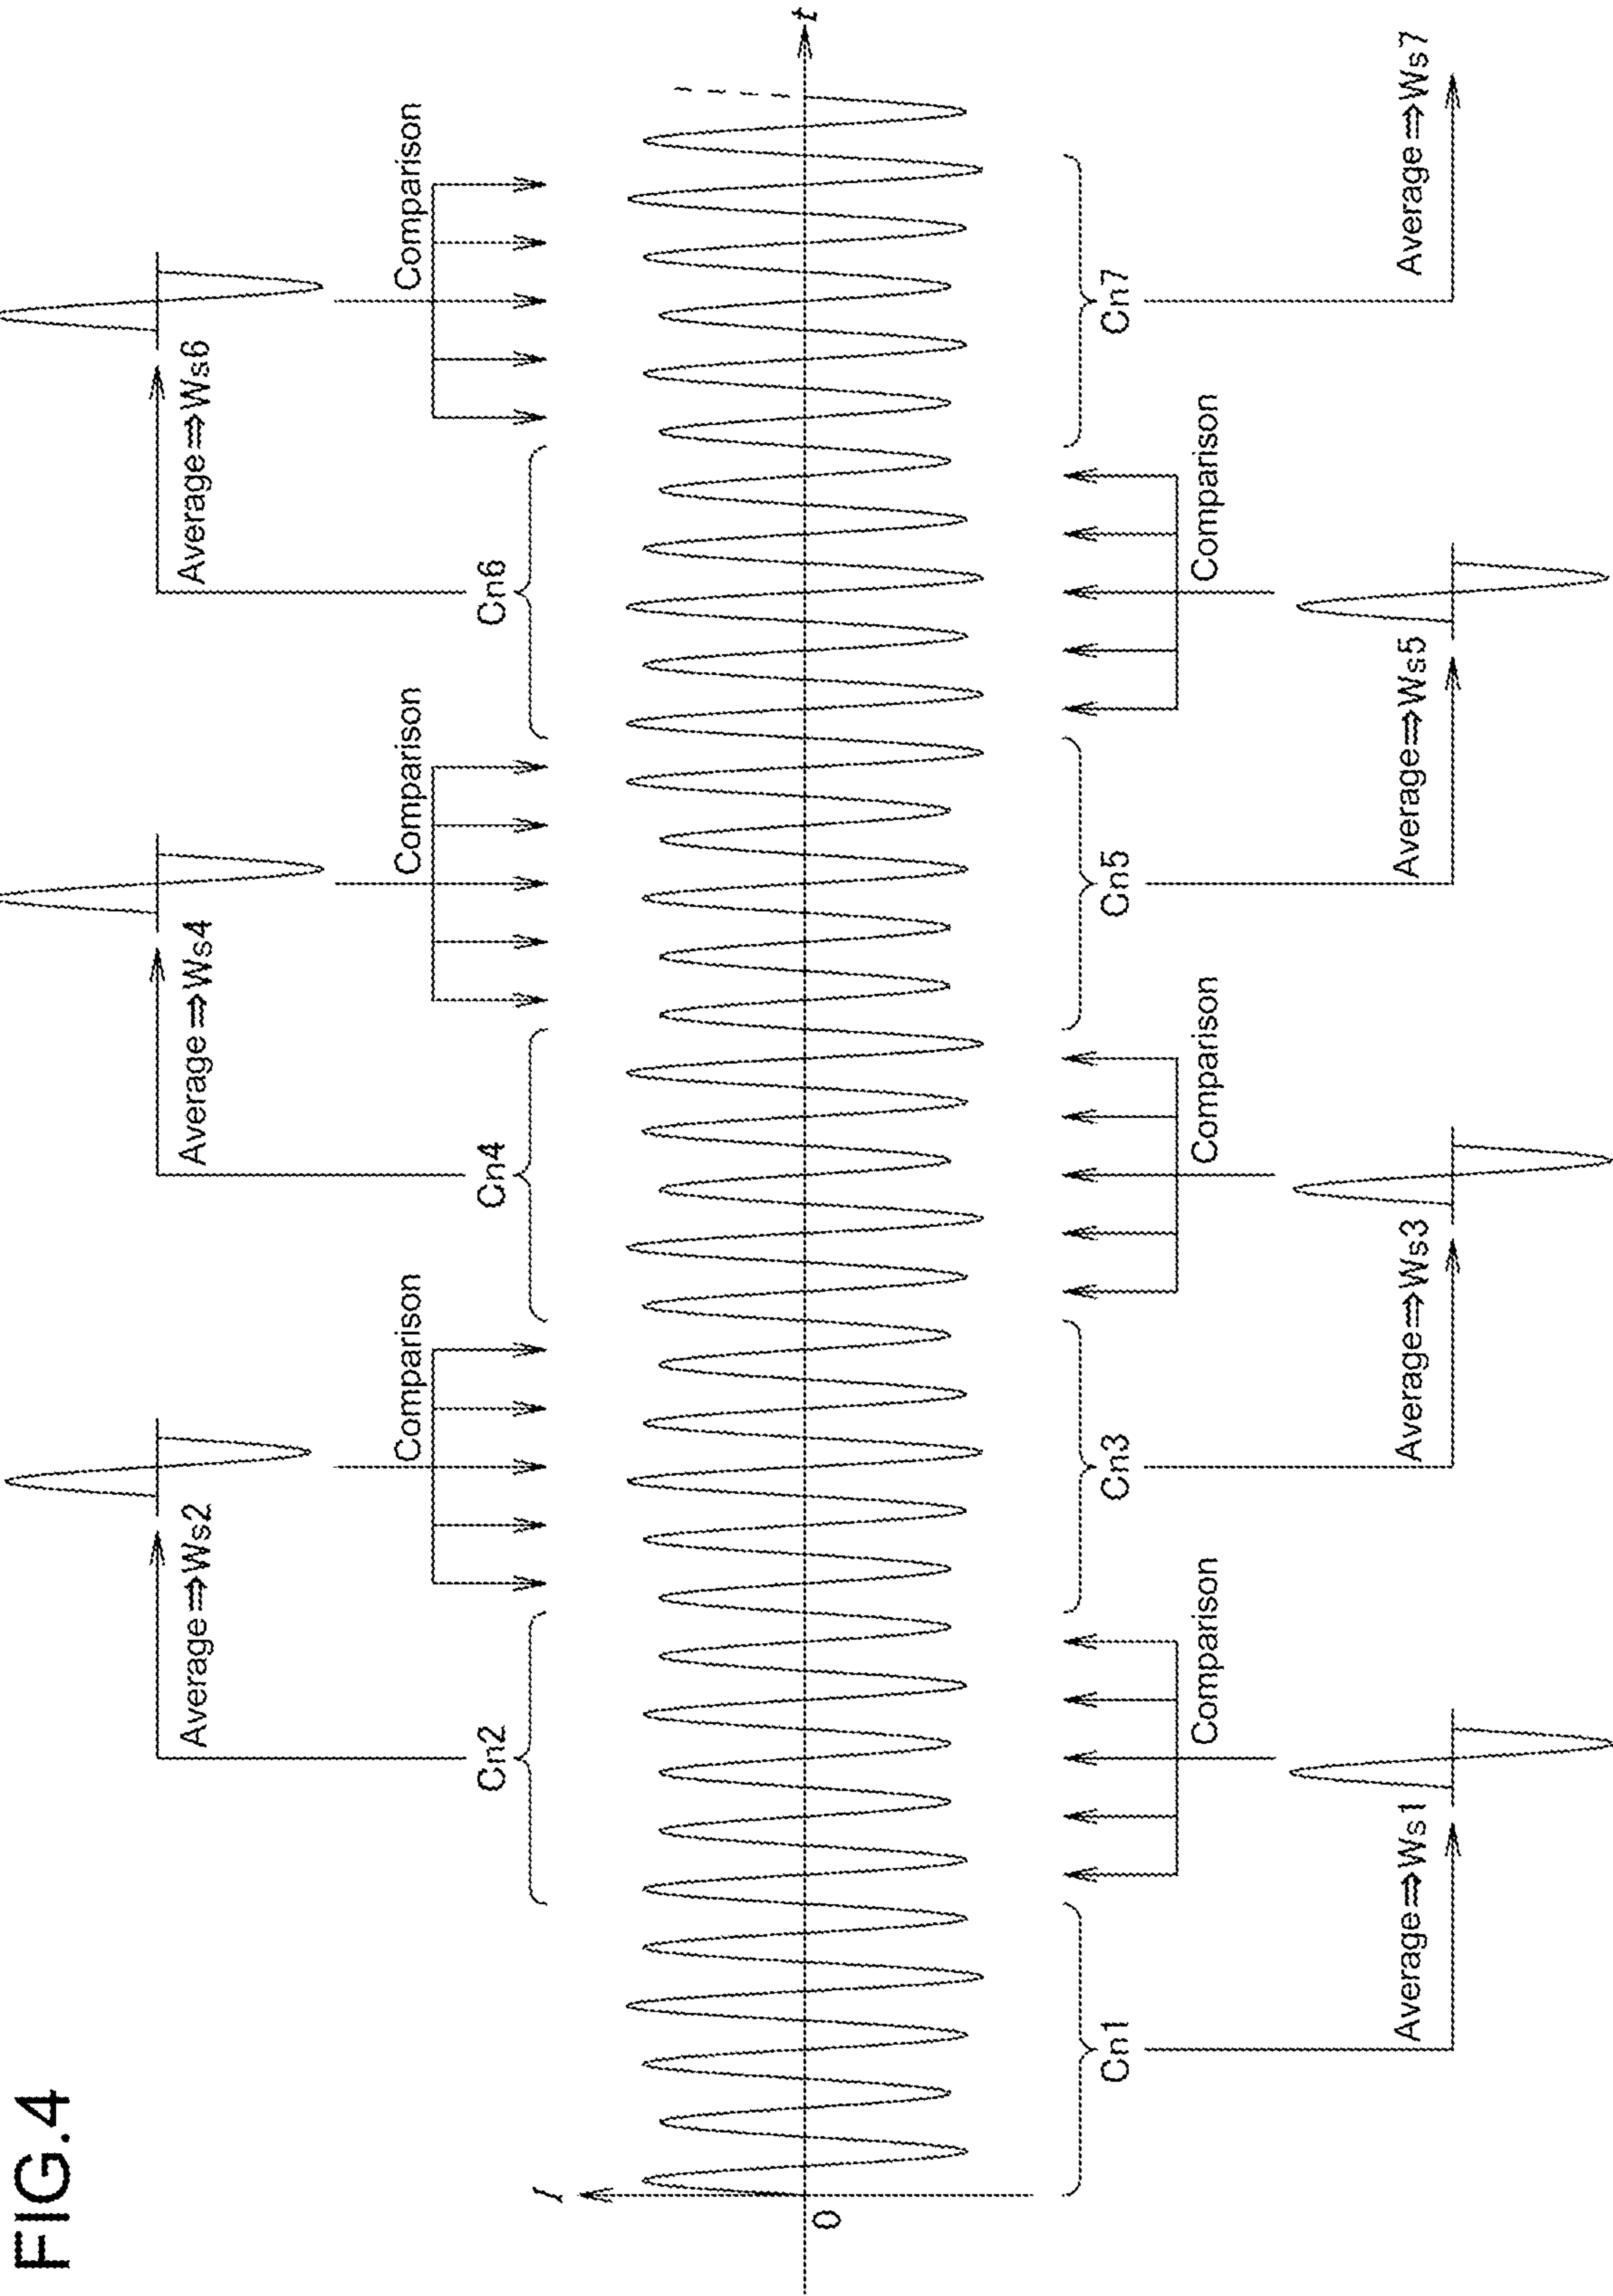 FIG.4
Average⇒Ws2
Average⇒Ws4
Average⇒Ws6
Comparison
Comparison
Comparison
Cn2
Cn4
Cn6
I
0
t
Cn1
Cn3
Cn5
Cn7
Comparison
Comparison
Comparison
Average⇒Ws1
Average⇒Ws3
Average⇒Ws5
Average⇒Ws7